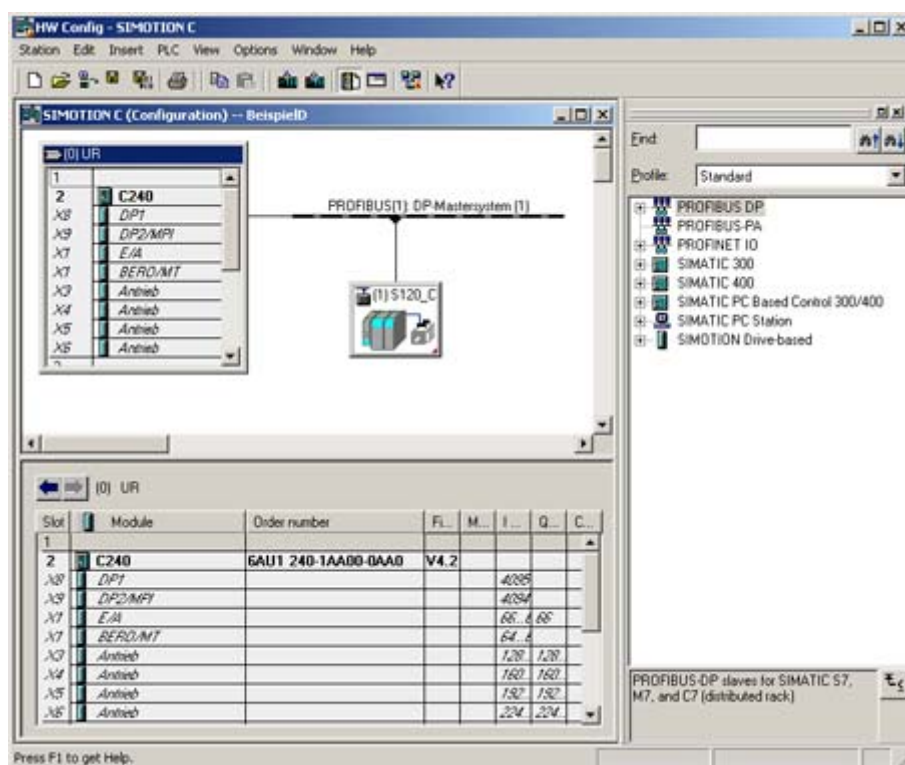 HW Config - SIMOTION C
Station Edit Insert PLC View Options Window Help
SIMOTION C (Configuration) -- BeispielD
(0) UR
1
2 C240
X8 DP1
X9 DP2/MPI
X1 E/A
X1 BERO/MT
X3 Antrieb
X4 Antrieb
X5 Antrieb
X6 Antrieb
PROFIBUS(1): DP-Mastersystem (1)
(1) S120_C
Find:
Profile: Standard
PROFIBUS DP
PROFIBUS-PA
PROFINET IO
SIMATIC 300
SIMATIC 400
SIMATIC PC Based Control 300/400
SIMATIC PC Station
SIMOTION Drive-based
(0) UR
Slot Module Order number Fi... M... I... Q... C...
1
2 C240 6AU1 240-1AA00-0AA0 V4.2
X8 DP1 4095
X9 DP2/MPI 4094
X1 E/A 66... 66
X1 BERO/MT 64...
X3 Antrieb 128... 128...
X4 Antrieb 160... 160...
X5 Antrieb 192... 192...
X6 Antrieb 224... 224...
PROFIBUS-DP slaves for SIMATIC S7,
M7, and C7 (distributed rack)
Press F1 to get Help.